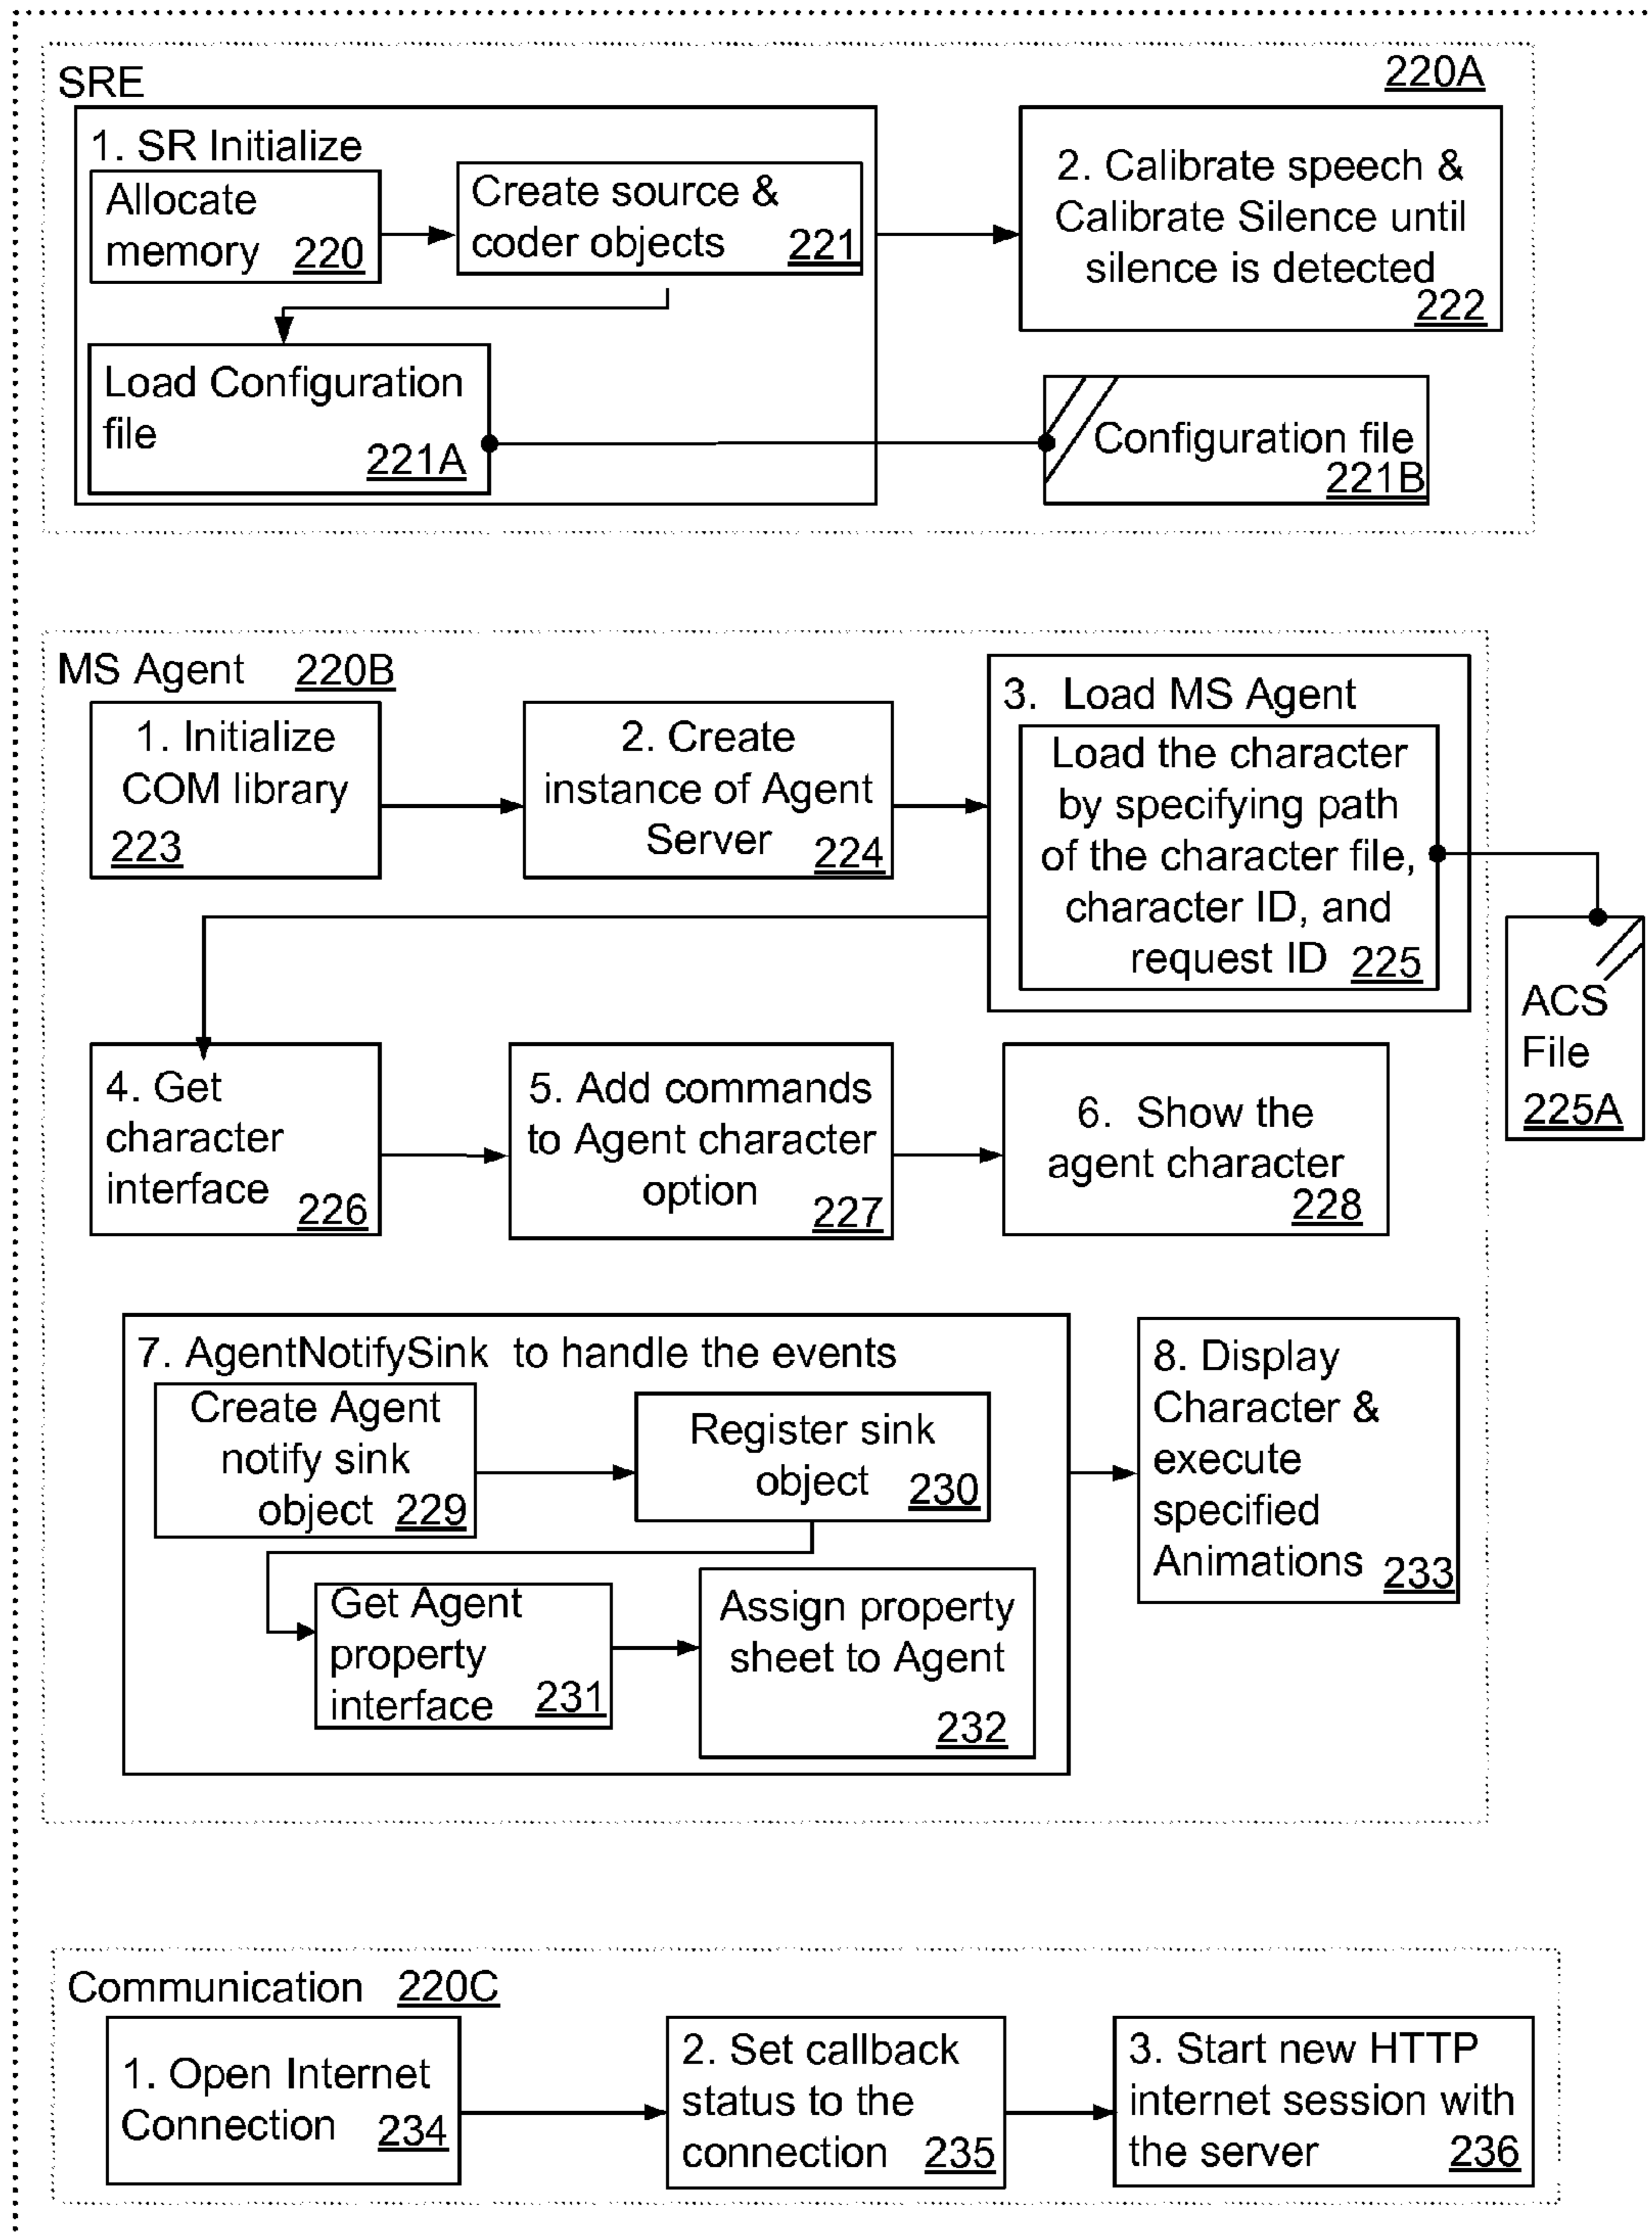 SRE
220A
1. SR Initialize
Allocate
memory 220
Create source &
coder objects 221
2. Calibrate speech &
Calibrate Silence until
silence is detected
222
Load Configuration
file
221A
Configuration file
221B
MS Agent 220B
1. Initialize
COM library
223
2. Create
instance of Agent
Server 224
3. Load MS Agent
Load the character
by specifying path
of the character file,
character ID, and
request ID 225
ACS
File
225A
4. Get
character
interface 226
5. Add commands
to Agent character
option 227
6. Show the
agent character
228
7. AgentNotifySink to handle the events
Create Agent
notify sink
object 229
Register sink
object 230
Get Agent
property
interface 231
Assign property
sheet to Agent
232
8. Display
Character &
execute
specified
Animations 233
Communication 220C
1. Open Internet
Connection 234
2. Set callback
status to the
connection 235
3. Start new HTTP
internet session with
the server 236